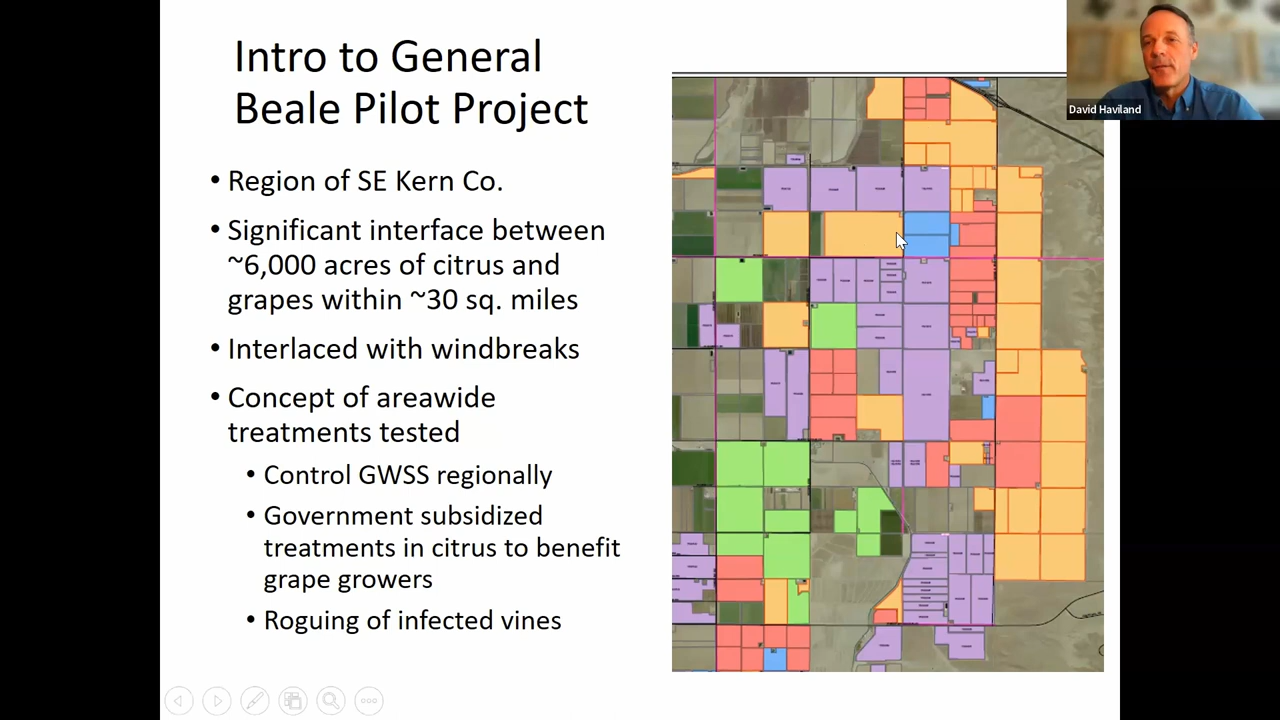 Intro to General
Beale Pilot Project
• Region of SE Kern Co.
• Significant interface between
~6,000 acres of citrus and
grapes within ~30 sq. miles
• Interlaced with windbreaks
• Concept of areawide
treatments tested
• Control GWSS regionally
• Government subsidized
treatments in citrus to benefit
grape growers
• Roguing of infected vines
David Haviland